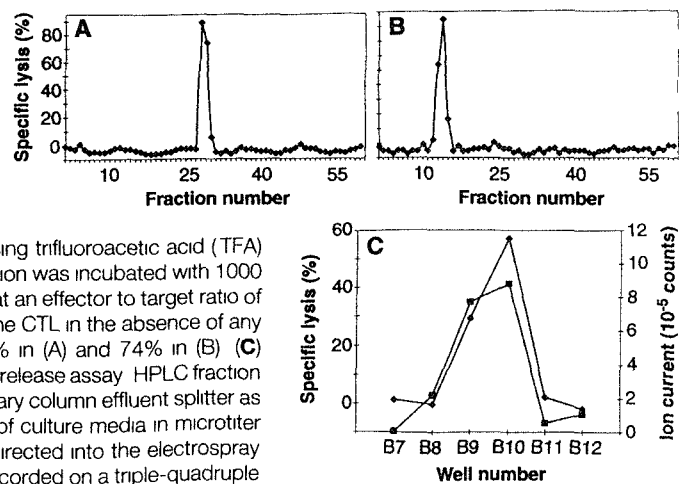 A
B
Specific lysis (%)
80
60
40
20
0
10
25
40
55
10
25
40
55
Fraction number
Fraction number
sing trifluoroacetic acid (TFA)
tion was incubated with 1000
at an effector to target ratio of
he CTL in the absence of any
% in (A) and 74% in (B) (C)
release assay HPLC fraction
ary column effluent splitter as
of culture media in microtiter
irected into the electrospray
corded on a triple-quadruple
C
Specific lysis (%)
60
40
20
0
12
10
8
6
4
2
0
Ion current (10⁻⁵ counts)
B7 B8 B9 B10 B11 B12
Well number